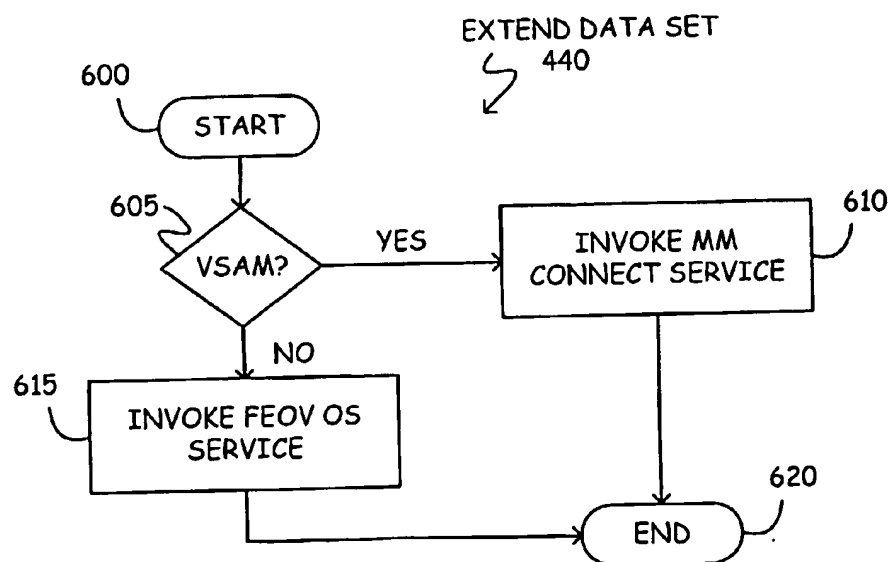 EXTEND DATA SET
440
600
START
605
VSAM?
YES
610
INVOKE MM
CONNECT SERVICE
NO
615
INVOKE FEOV OS
SERVICE
620
END